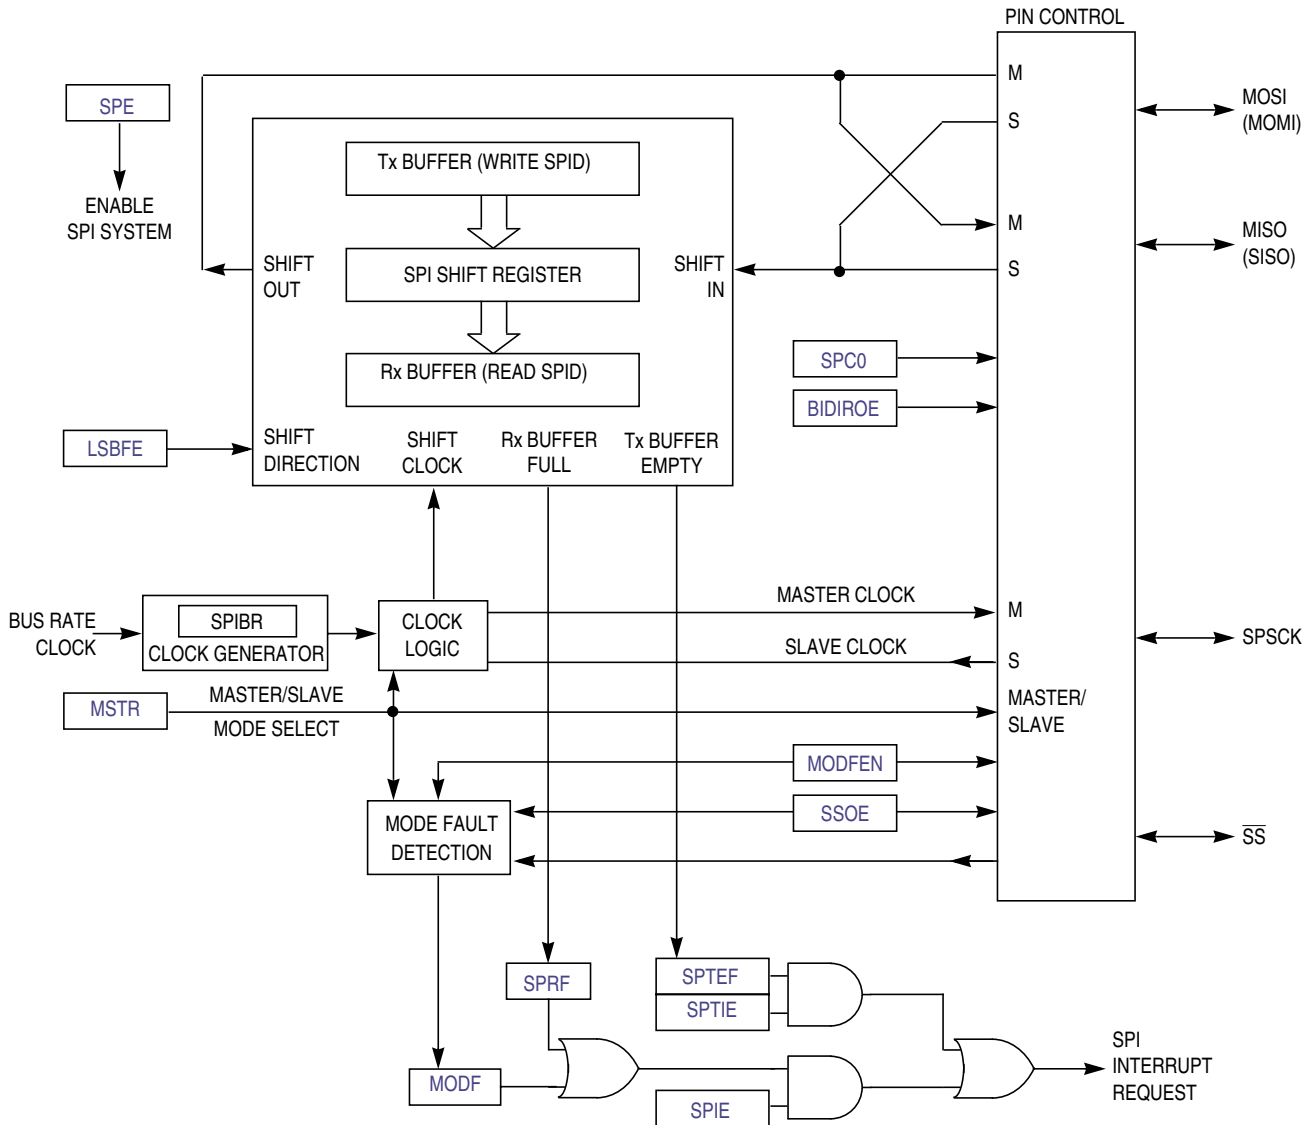 PIN CONTROL
M
MOSI
(MOMI)
SPE
S
ENABLE
SPI SYSTEM
Tx BUFFER (WRITE SPID)
M
MISO
(SISO)
SHIFT
OUT
SPI SHIFT REGISTER
SHIFT
IN
S
SPC0
Rx BUFFER (READ SPID)
BIDIROE
LSBFE
SHIFT
DIRECTION
SHIFT
CLOCK
Rx BUFFER
FULL
Tx BUFFER
EMPTY
BUS RATE
CLOCK
SPIBR
CLOCK GENERATOR
CLOCK
LOGIC
MASTER CLOCK
M
SLAVE CLOCK
S
SPSCK
MSTR
MASTER/SLAVE
MODE SELECT
MASTER/
SLAVE
MODFEN
MODE FAULT
DETECTION
SSOE
SS
SPRF
SPTEF
SPTIE
MODF
SPIE
SPI
INTERRUPT
REQUEST